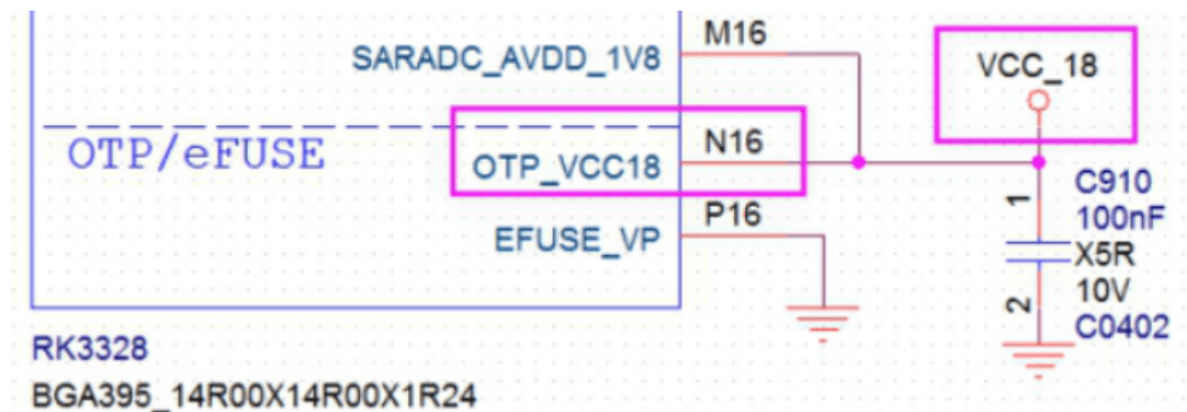 SARADC_AVDD_1V8
M16
VCC_18
OTP/eFUSE
OTP_VCC18
N16
EFUSE_VP
P16
1
2
C910
100nF
X5R
10V
C0402
RK3328
BGA395_14R00X14R00X1R24